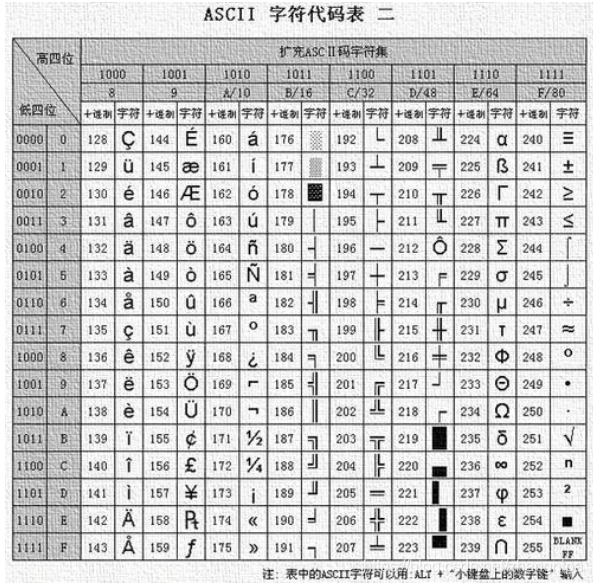 ASCII 字符代码表 二
高四位 扩充ASCII码字符集
1000 1001 1010 1011 1100 1101 1110 1111
8 9 A/10 B/16 C/32 D/48 E/64 F/80
低四位 十进制 字符 十进制 字符 十进制 字符 十进制 字符 十进制 字符 十进制 字符 十进制 字符 十进制 字符
0000 0 128 Ç 144 É 160 á 176 ░ 192 └ 208 ╨ 224 α 240 ≡
0001 1 129 ü 145 æ 161 í 177 ▒ 193 ┴ 209 ╤ 225 ß 241 ±
0010 2 130 é 146 Æ 162 ó 178 ▓ 194 ┬ 210 ╥ 226 Γ 242 ≥
0011 3 131 â 147 ô 163 ú 179 │ 195 ├ 211 ╙ 227 π 243 ≤
0100 4 132 ä 148 ö 164 ñ 180 ┤ 196 ─ 212 Ô 228 Σ 244 ⌠
0101 5 133 à 149 ò 165 Ñ 181 ╡ 197 ┼ 213 ╒ 229 σ 245 ⌡
0110 6 134 å 150 û 166 ª 182 ╢ 198 ╞ 214 ╓ 230 µ 246 ÷
0111 7 135 ç 151 ù 167 º 183 ╖ 199 ╟ 215 ╫ 231 τ 247 ≈
1000 8 136 ê 152 ÿ 168 ¿ 184 ╕ 200 ╚ 216 ╪ 232 Φ 248 °
1001 9 137 ë 153 Ö 169 ⌐ 185 ╣ 201 ╔ 217 ┘ 233 Θ 249 •
1010 A 138 è 154 Ü 170 ¬ 186 ║ 202 ╩ 218 ┌ 234 Ω 250 ·
1011 B 139 ï 155 ¢ 171 ½ 187 ╗ 203 ╦ 219 █ 235 δ 251 √
1100 C 140 î 156 £ 172 ¼ 188 ╝ 204 ╠ 220 ▄ 236 ∞ 252 ⁿ
1101 D 141 ì 157 ¥ 173 ¡ 189 ╜ 205 ═ 221 ▌ 237 φ 253 ²
1110 E 142 Ä 158 ₧ 174 « 190 ╛ 206 ╬ 222 ▐ 238 ε 254 ■
1111 F 143 Å 159 ƒ 175 » 191 ┐ 207 ╧ 223 ▀ 239 ∩ 255 BLANK FF
注: 表中的ASCII字符可以用:ALT + "小键盘上的数字键" 输入